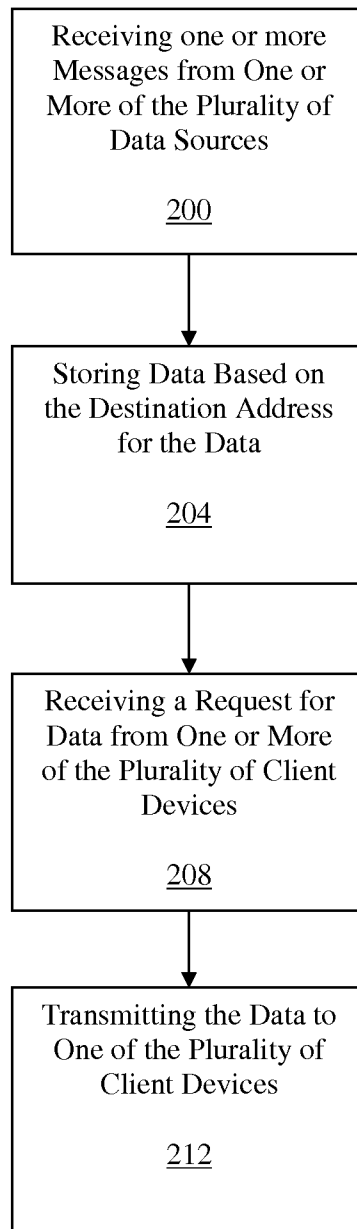 Receiving one or more
Messages from One or
More of the Plurality of
Data Sources
200
Storing Data Based on
the Destination Address
for the Data
204
Receiving a Request for
Data from One or More
of the Plurality of Client
Devices
208
Transmitting the Data to
One of the Plurality of
Client Devices
212